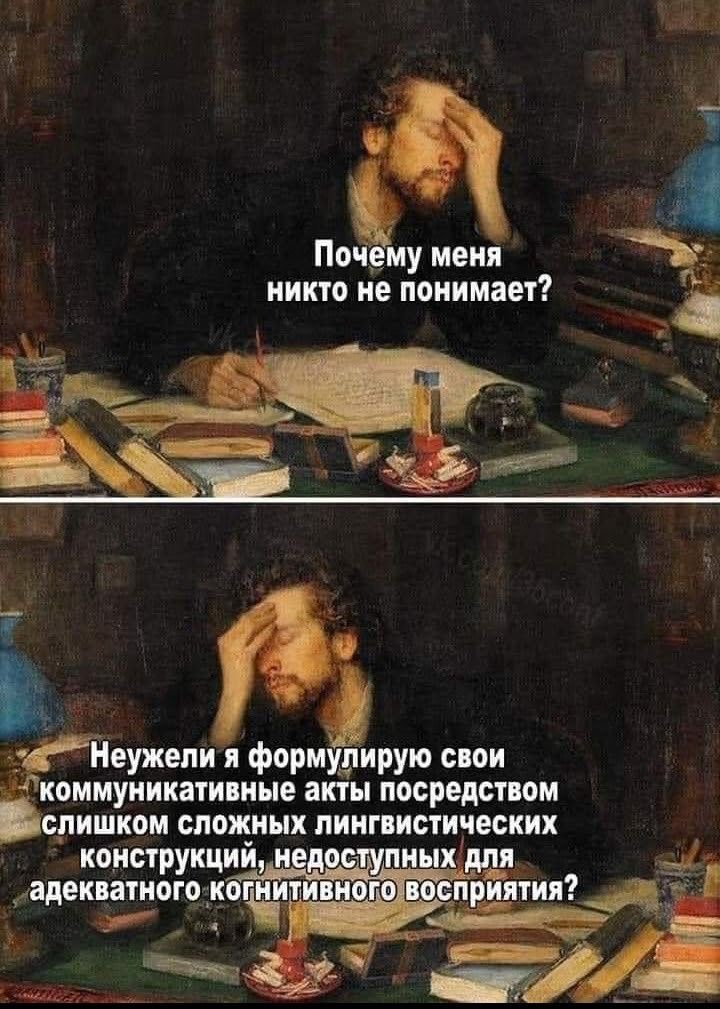 Почему меня
никто не понимает?
Неужели я формулирую свои
коммуникативные акты посредством
слишком сложных лингвистических
конструкций, недоступных для
адекватного когнитивного восприятия?